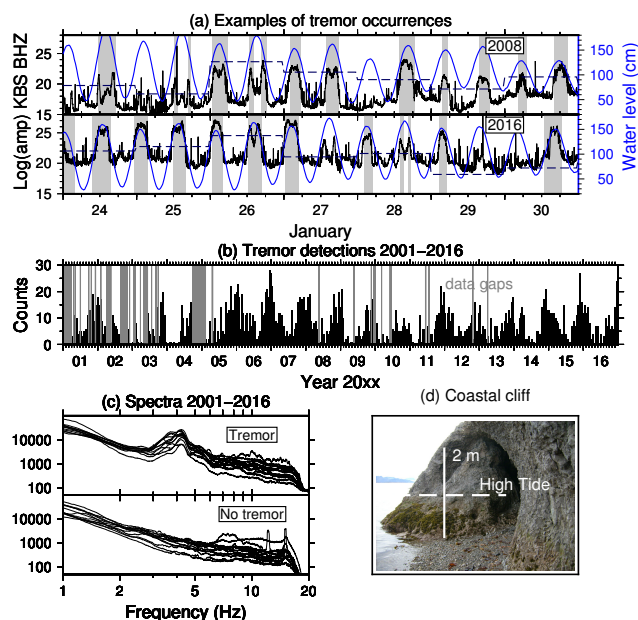 (a) Examples of tremor occurrences
Log(amp) KBS BHZ
25
20
15
2008
25
20
15
2016
150
100
50
150
100
50
Water level (cm)
24 25 26 27 28 29 30
January
(b) Tremor detections 2001−2016
Counts
30
20
10
0
data gaps
01 02 03 04 05 06 07 08 09 10 11 12 13 14 15 16
Year 20xx
(c) Spectra 2001−2016
10000
1000
100
Tremor
10000
1000
100
No tremor
1 2 5 10 20
Frequency (Hz)
(d) Coastal cliff
2 m
High Tide